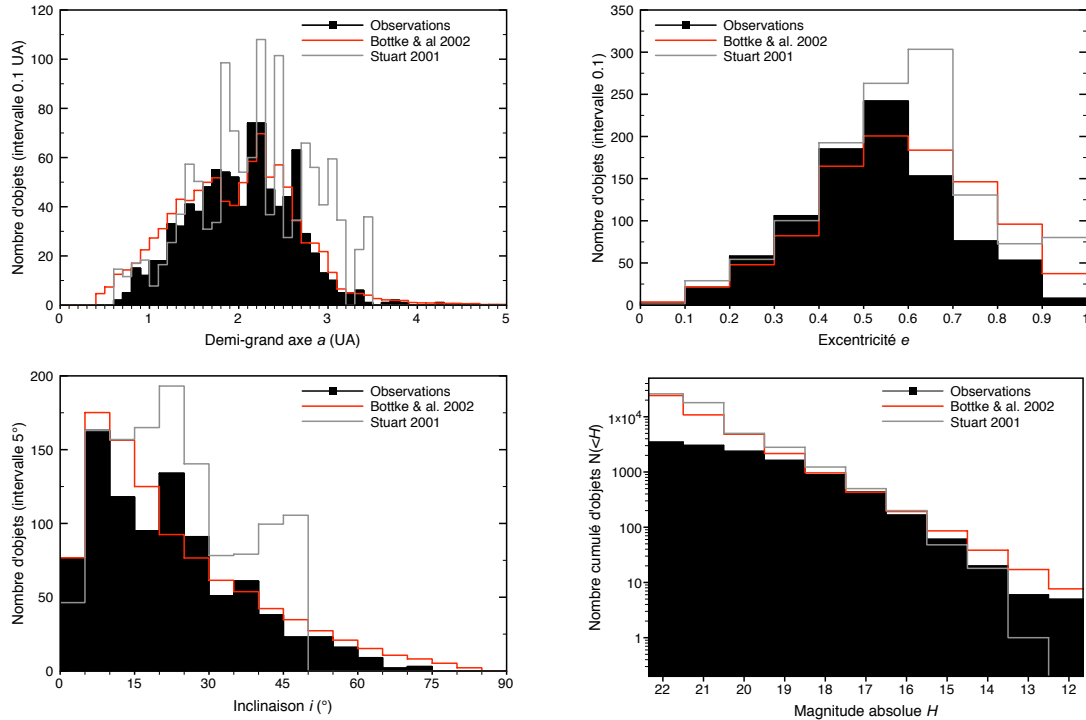 120
100
80
60
40
20
0
Nombre d'objets (intervalle 0.1 UA)
Observations
Bottke & al 2002
Stuart 2001
0 1 2 3 4 5
Demi-grand axe a (UA)
350
300
250
200
150
100
50
0
Nombre d'objets (intervalle 0.1)
Observations
Bottke & al. 2002
Stuart 2001
0 0.1 0.2 0.3 0.4 0.5 0.6 0.7 0.8 0.9 1
Excentricité e
200
150
100
50
0
Nombre d'objets (intervalle 5°)
Observations
Bottke & al. 2002
Stuart 2001
0 15 30 45 60 75 90
Inclinaison i (°)
1×10⁴
1000
100
10
1
Nombre cumulé d'objets N(<H)
Observations
Bottke & al. 2002
Stuart 2001
22 21 20 19 18 17 16 15 14 13 12
Magnitude absolue H